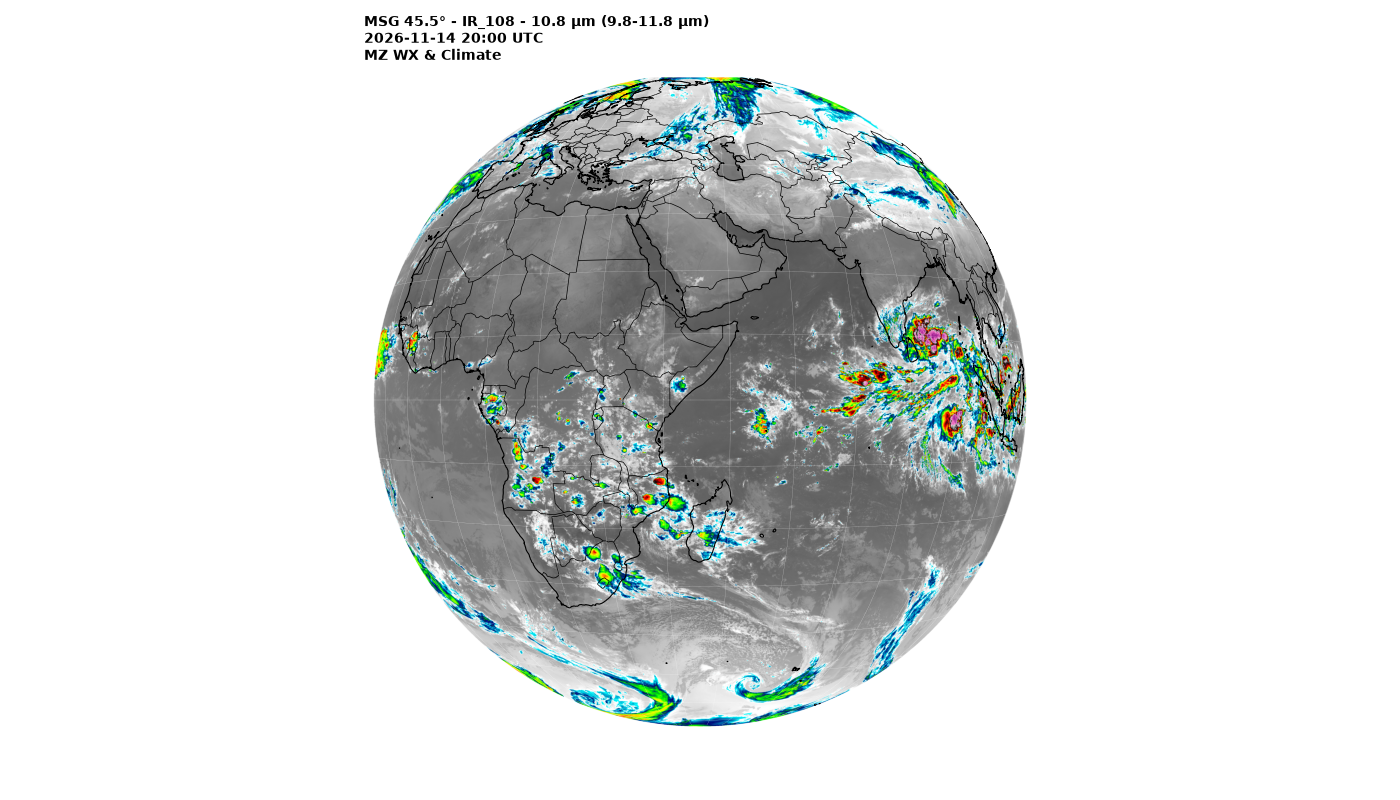 MSG 45.5° - IR_108 - 10.8 µm (9.8-11.8 µm)
2026-11-14 20:00 UTC
MZ WX & Climate